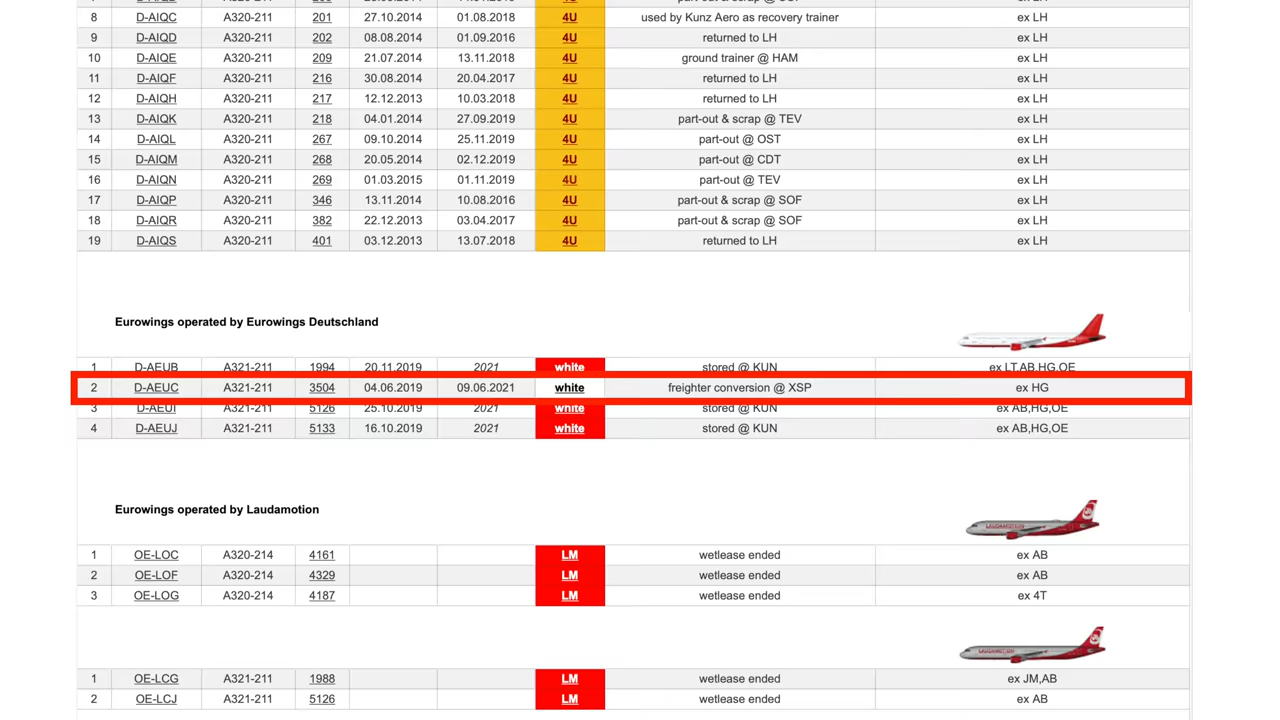 8 D-AIQC A320-211 201 27.10.2014 01.08.2018 4U used by Kunz Aero as recovery trainer ex LH
9 D-AIQD A320-211 202 08.08.2014 01.09.2016 4U returned to LH ex LH
10 D-AIQE A320-211 209 21.07.2014 13.11.2018 4U ground trainer @ HAM ex LH
11 D-AIQF A320-211 216 30.08.2014 20.04.2017 4U returned to LH ex LH
12 D-AIQH A320-211 217 12.12.2013 10.03.2018 4U returned to LH ex LH
13 D-AIQK A320-211 218 04.01.2014 27.09.2019 4U part-out & scrap @ TEV ex LH
14 D-AIQL A320-211 267 09.10.2014 25.11.2019 4U part-out @ OST ex LH
15 D-AIQM A320-211 268 20.05.2014 02.12.2019 4U part-out @ CDT ex LH
16 D-AIQN A320-211 269 01.03.2015 01.11.2019 4U part-out @ TEV ex LH
17 D-AIQP A320-211 346 13.11.2014 10.08.2016 4U part-out & scrap @ SOF ex LH
18 D-AIQR A320-211 382 22.12.2013 03.04.2017 4U part-out & scrap @ SOF ex LH
19 D-AIQS A320-211 401 03.12.2013 13.07.2018 4U returned to LH ex LH
Eurowings operated by Eurowings Deutschland
1 D-AEUB A321-211 1994 20.11.2019 2021 white stored @ KUN ex LT,AB,HG,OE
2 D-AEUC A321-211 3504 04.06.2019 09.06.2021 white freighter conversion @ XSP ex HG
3 D-AEUI A321-211 5126 25.10.2019 2021 white stored @ KUN ex AB,HG,OE
4 D-AEUJ A321-211 5133 16.10.2019 2021 white stored @ KUN ex AB,HG,OE
Eurowings operated by Laudamotion
LAUDAMOTION
1 OE-LOC A320-214 4161 LM wetlease ended ex AB
2 OE-LOF A320-214 4329 LM wetlease ended ex AB
3 OE-LOG A320-214 4187 LM wetlease ended ex 4T
LAUDAMOTION
1 OE-LCG A321-211 1988 LM wetlease ended ex JM,AB
2 OE-LCJ A321-211 5126 LM wetlease ended ex AB